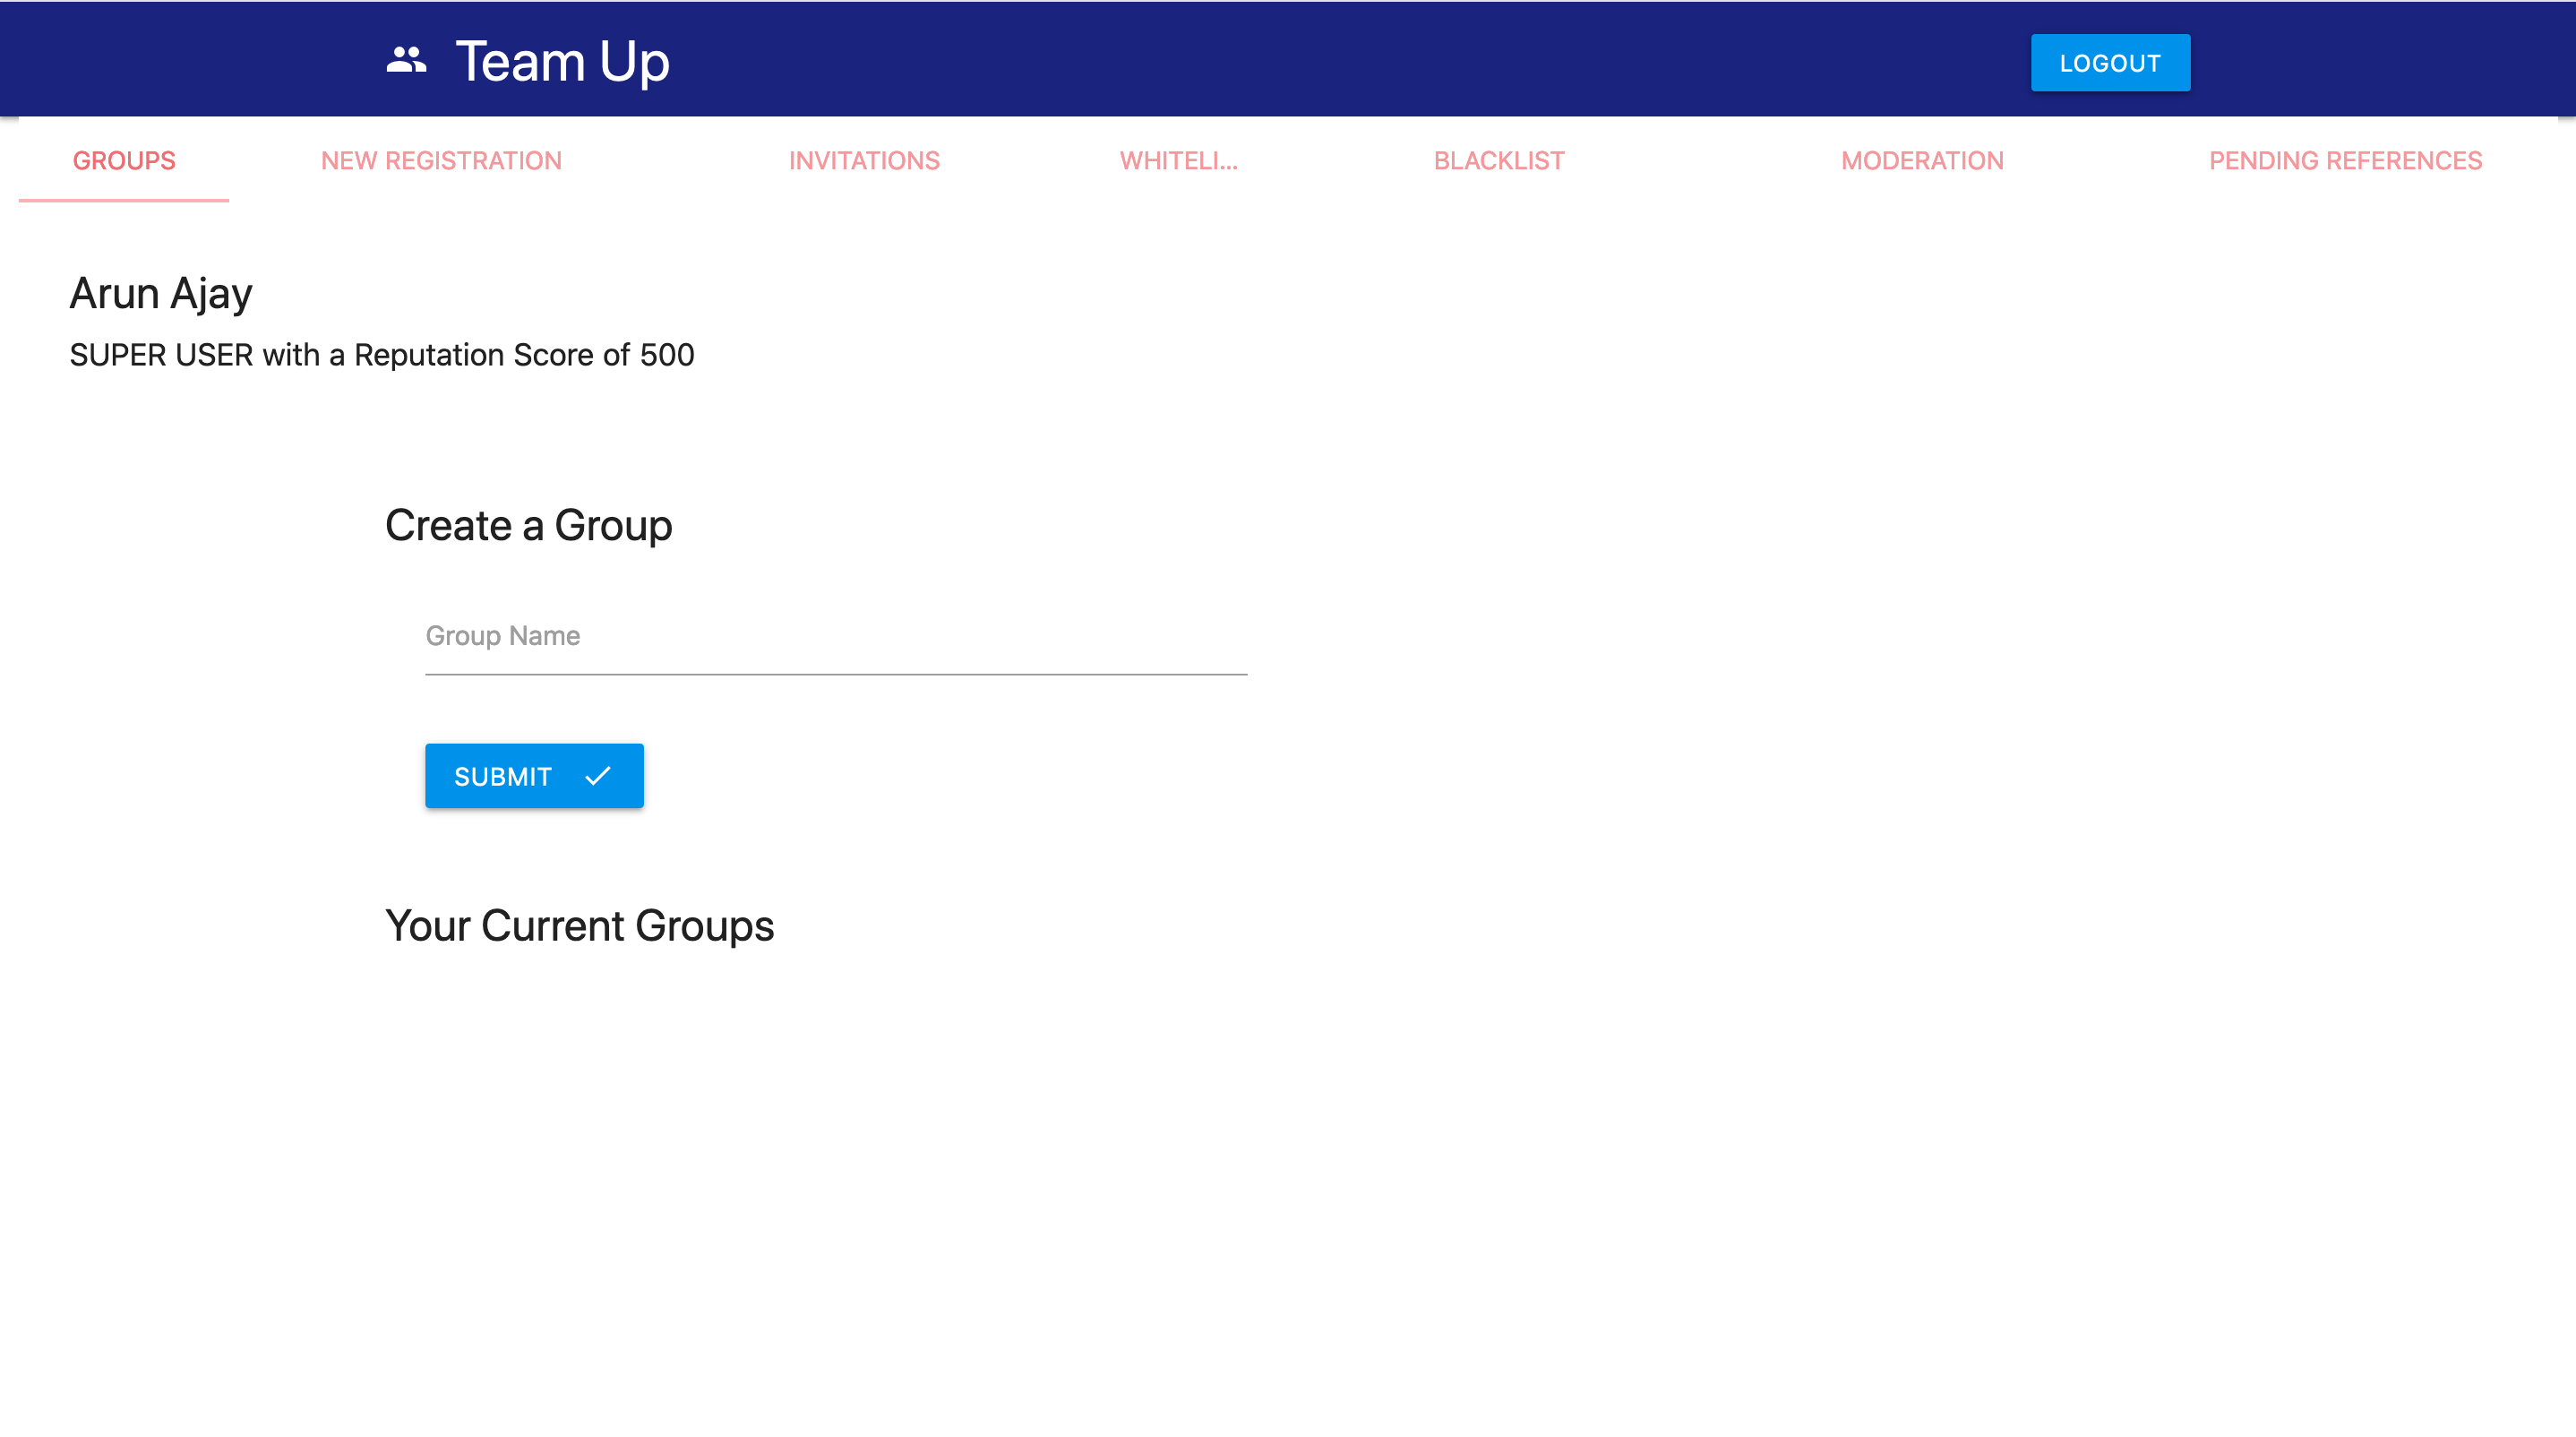 Team Up
LOGOUT
GROUPS NEW REGISTRATION INVITATIONS WHITELI... BLACKLIST MODERATION PENDING REFERENCES
Arun Ajay
SUPER USER with a Reputation Score of 500
Create a Group
Group Name
SUBMIT
Your Current Groups